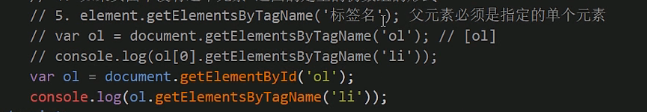 // 5. element.getElementsByTagName('标签名'); 父元素必须是指定的单个元素
// var ol = document.getElementsByTagName('ol'); // [ol]
// console.log(ol[0].getElementsByTagName('li'));
var ol = document.getElementById('ol');
console.log(ol.getElementsByTagName('li'));